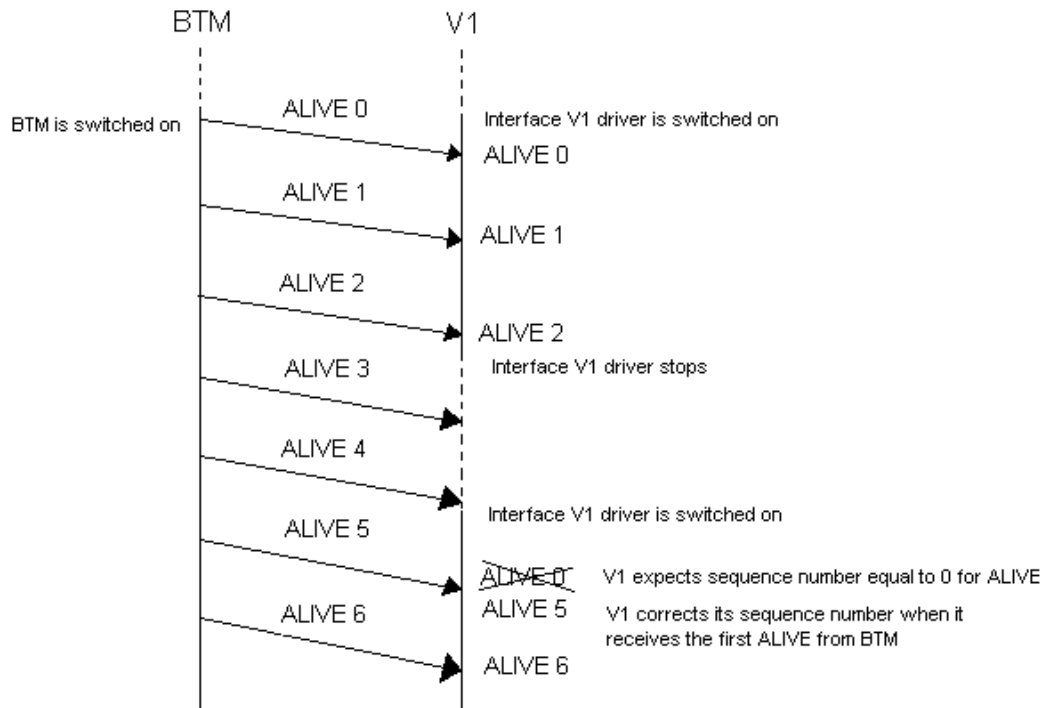 BTM V1
ALIVE 0
BTM is switched on
Interface V1 driver is switched on
ALIVE 0
ALIVE 1
ALIVE 1
ALIVE 2
ALIVE 2
Interface V1 driver stops
ALIVE 3
ALIVE 4
Interface V1 driver is switched on
ALIVE 5
ALIVE 0 V1 expects sequence number equal to 0 for ALIVE
ALIVE 6
ALIVE 5 V1 corrects its sequence number when it
receives the first ALIVE from BTM
ALIVE 6